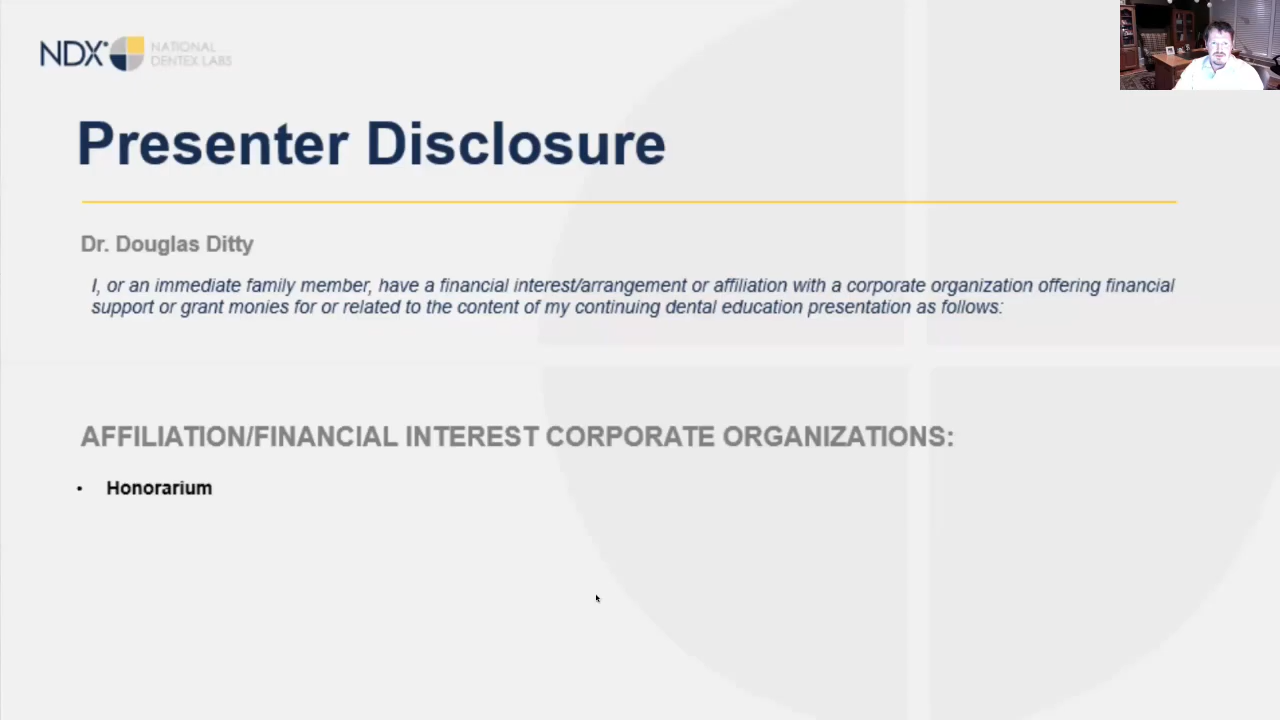 NDX NATIONAL
DENTEX LABS
Presenter Disclosure
Dr. Douglas Ditty
I, or an immediate family member, have a financial interest/arrangement or affiliation with a corporate organization offering financial
support or grant monies for or related to the content of my continuing dental education presentation as follows:
AFFILIATION/FINANCIAL INTEREST CORPORATE ORGANIZATIONS:
• Honorarium